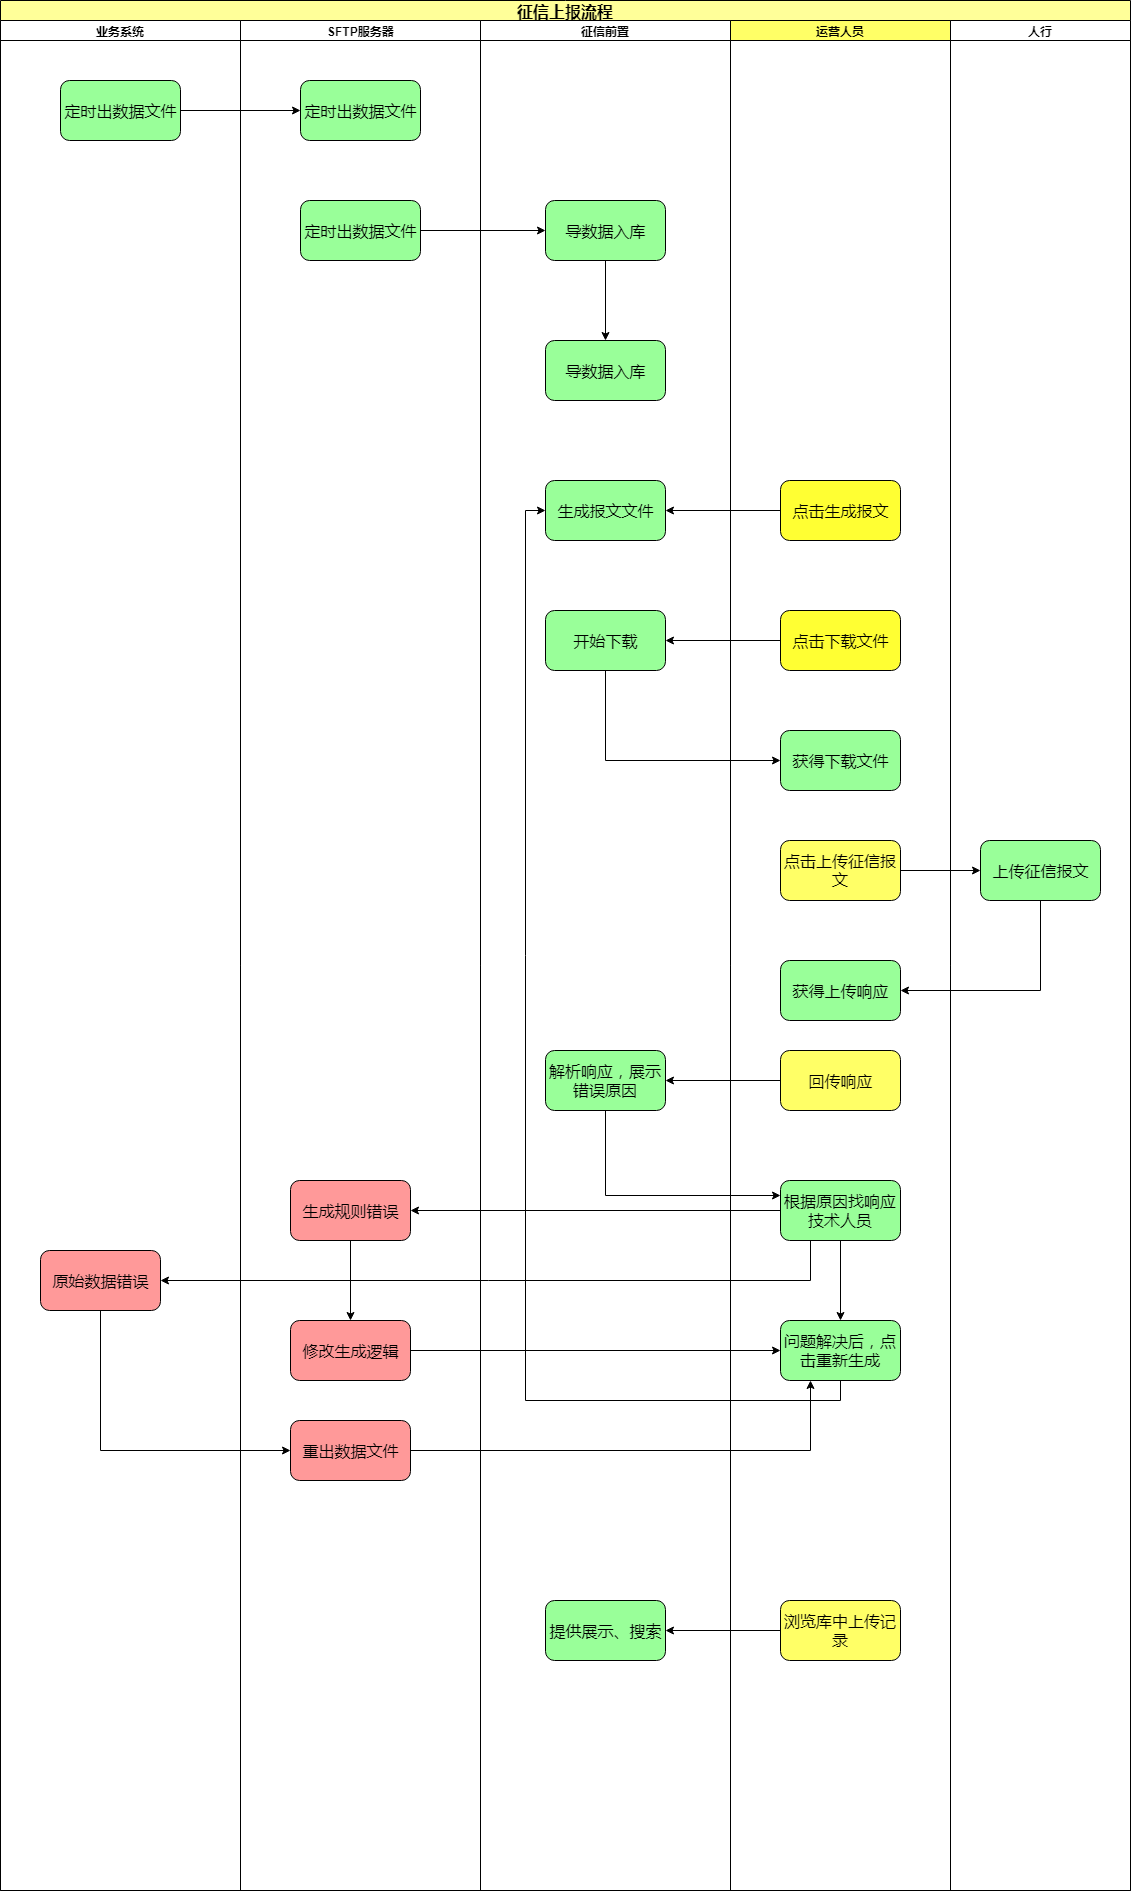 征信上报流程
业务系统
SFTP服务器
征信前置
运营人员
人行
定时出数据文件
定时出数据文件
定时出数据文件
导数据入库
导数据入库
生成报文文件
点击生成报文
开始下载
点击下载文件
获得下载文件
点击上传征信报
文
上传征信报文
获得上传响应
解析响应，展示
错误原因
回传响应
生成规则错误
根据原因找响应
技术人员
原始数据错误
修改生成逻辑
问题解决后，点
击重新生成
重出数据文件
提供展示、搜索
浏览库中上传记
录